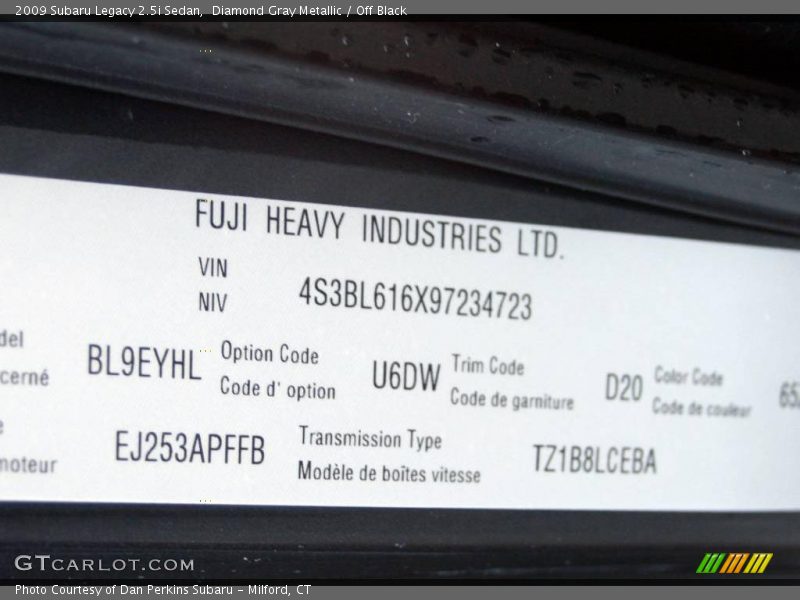 2009 Subaru Legacy 2.5i Sedan, Diamond Gray Metallic / Off Black
FUJI HEAVY INDUSTRIES LTD.
VIN
NIV
4S3BL616X97234723
del
cerné
BL9EYHL
Option Code
Code d' option
U6DW
Trim Code
Code de garniture
D20
Color Code
Code de couleur
e
moteur
EJ253APFFB
Transmission Type
Modèle de boîtes vitesse
TZ1B8LCEBA
GTCARLOT.COM
Photo Courtesy of Dan Perkins Subaru – Milford, CT